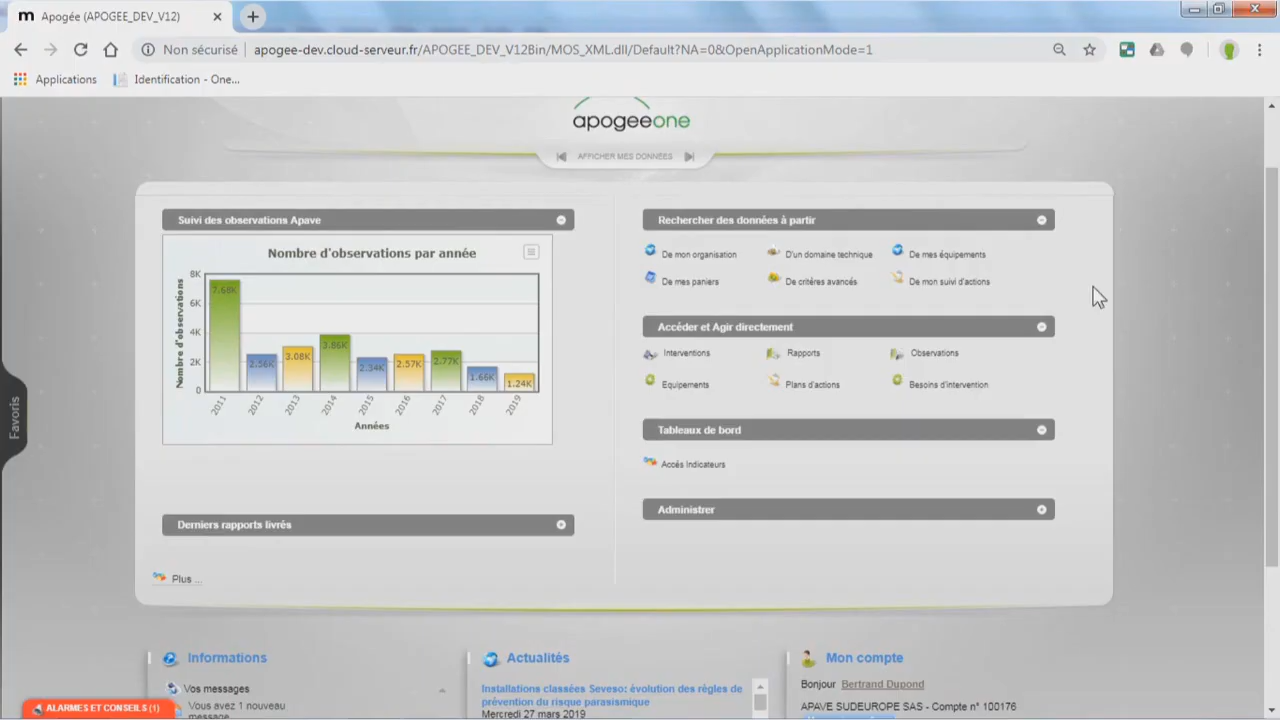 Apogée (APOGEE_DEV_V12)
Non sécurisé
apogee-dev.cloud-serveur.fr/APOGEE_DEV_V12Bin/MOS_XML.dll/Default?NA=0&OpenApplicationMode=1
Applications
Identification - One...
apogeeone
AFFICHER MES DONNÉES
Suivi des observations Apave
Nombre d'observations par année
Nombre d'observations
8K
6K
4K
2K
0
7.68K
2.56K
3.08K
3.86K
2.34K
2.57K
2.77K
1.66K
1.24K
2011
2012
2013
2014
2015
2016
2017
2018
2019
Années
Derniers rapports livrés
Plus ...
Rechercher des données à partir
De mon organisation
D'un domaine technique
De mes équipements
De mes paniers
De critères avancés
De mon suivi d'actions
Accéder et Agir directement
Interventions
Rapports
Observations
Equipements
Plans d'actions
Besoins d'intervention
Tableaux de bord
Accès Indicateurs
Administrer
Favoris
Informations
Vos messages
Vous avez 1 nouveau
message
ALARMES ET CONSEILS (1)
Actualités
Installations classées Seveso: évolution des règles de
prévention du risque parasismique
Mercredi 27 mars 2019
Mon compte
Bonjour Bertrand Dupond
APAVE SUDEUROPE SAS - Compte n° 100176